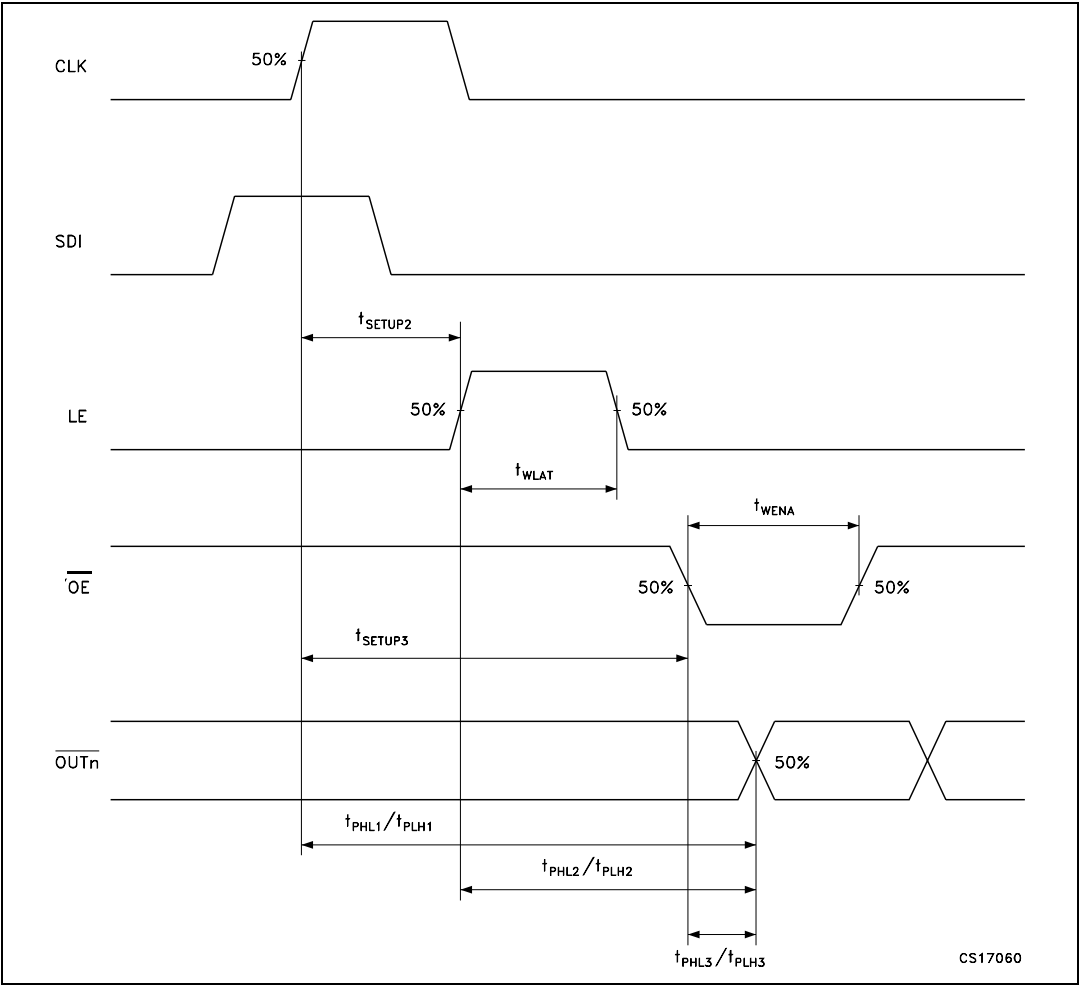 50%
CLK
SDI
tSETUP2
50%
50%
LE
tWLAT
tWENA
OE
50%
50%
tSETUP3
OUTn
50%
tPHL1/tPLH1
tPHL2/tPLH2
tPHL3/tPLH3
CS17060